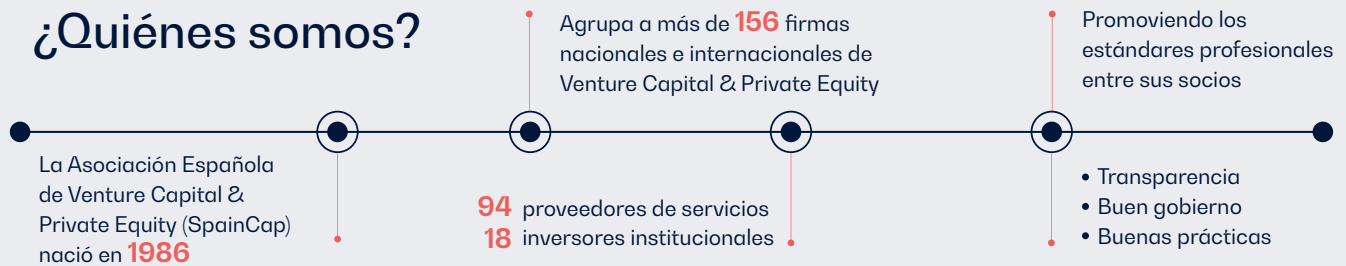 ¿Quiénes somos?
La Asociación Española
de Venture Capital &
Private Equity (SpainCap)
nació en 1986
Agrupa a más de 156 firmas
nacionales e internacionales de
Venture Capital & Private Equity
94 proveedores de servicios
18 inversores institucionales
Promoviendo los
estándares profesionales
entre sus socios
• Transparencia
• Buen gobierno
• Buenas prácticas